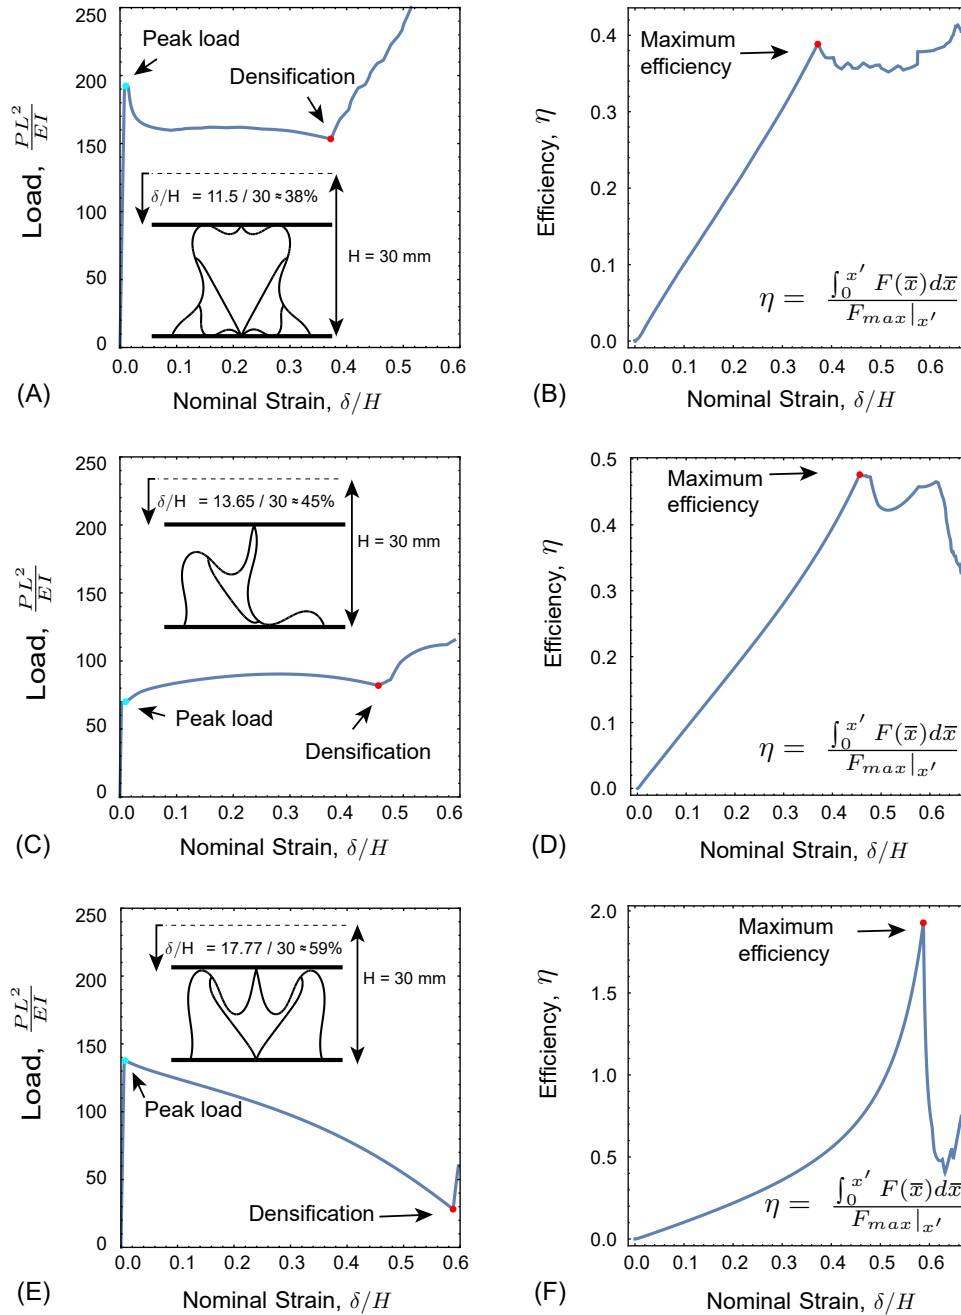 250
200
150
100
50
0
Load, PL²/EI
Peak load
Densification
δ/H = 11.5 / 30 ≈ 38%
H = 30 mm
0.0 0.1 0.2 0.3 0.4 0.5 0.6
Nominal Strain, δ/H
(A)
0.4
0.3
0.2
0.1
0.0
Efficiency, η
Maximum
efficiency
η = ∫₀^x′ F(x̅)dx̅ / F_max|_x′
0.0 0.1 0.2 0.3 0.4 0.5 0.6
Nominal Strain, δ/H
(B)
250
200
150
100
50
0
Load, PL²/EI
δ/H = 13.65 / 30 ≈ 45%
H = 30 mm
Peak load
Densification
0.0 0.1 0.2 0.3 0.4 0.5 0.6
Nominal Strain, δ/H
(C)
0.5
0.4
0.3
0.2
0.1
0.0
Efficiency, η
Maximum
efficiency
η = ∫₀^x′ F(x̅)dx̅ / F_max|_x′
0.0 0.1 0.2 0.3 0.4 0.5 0.6
Nominal Strain, δ/H
(D)
250
200
150
100
50
0
Load, PL²/EI
δ/H = 17.77 / 30 ≈ 59%
H = 30 mm
Peak load
Densification
0.0 0.1 0.2 0.3 0.4 0.5 0.6
Nominal Strain, δ/H
(E)
2.0
1.5
1.0
0.5
0.0
Efficiency, η
Maximum
efficiency
η = ∫₀^x′ F(x̅)dx̅ / F_max|_x′
0.0 0.1 0.2 0.3 0.4 0.5 0.6
Nominal Strain, δ/H
(F)